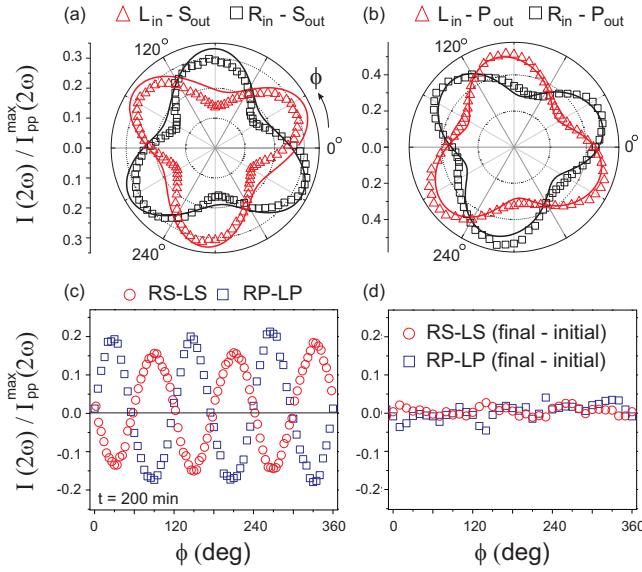 (a) △ L_in - S_out □ R_in - S_out
(b) △ L_in - P_out □ R_in - P_out
I (2ω) / I_pp^max (2ω)
0.3
0.2
0.1
0.0
0.1
0.2
0.3
120°
ϕ
0°
240°
0.4
0.2
0.0
0.2
0.4
120°
0°
240°
(c) ○ RS-LS □ RP-LP
(d)
I (2ω) / I_pp^max (2ω)
0.2
0.1
0.0
-0.1
-0.2
t = 200 min
0 120 240 360
ϕ (deg)
○ RS-LS (final - initial)
□ RP-LP (final - initial)
0.2
0.1
0.0
-0.1
-0.2
0 120 240 360
ϕ (deg)